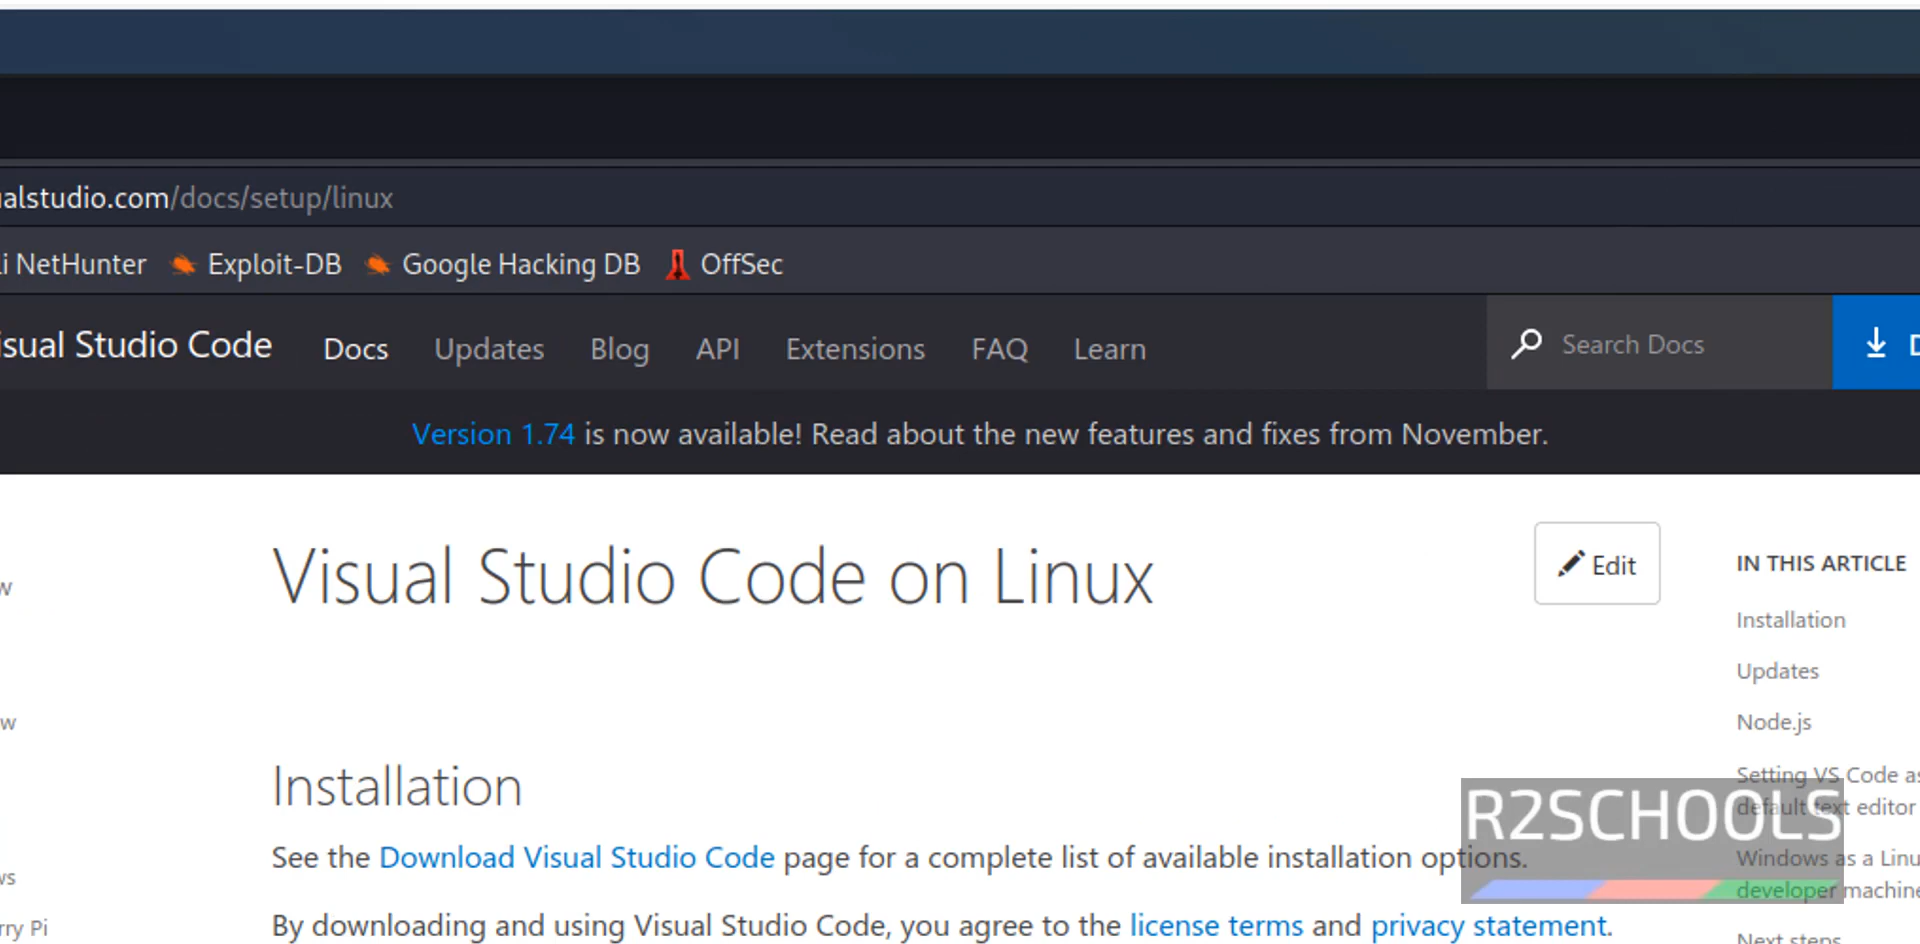 alstudio.com/docs/setup/linux
i NetHunter Exploit-DB Google Hacking DB OffSec
isual Studio Code Docs Updates Blog API Extensions FAQ Learn Search Docs D
Version 1.74 is now available! Read about the new features and fixes from November.
Visual Studio Code on Linux
Edit
Installation
See the Download Visual Studio Code page for a complete list of available installation options.
By downloading and using Visual Studio Code, you agree to the license terms and privacy statement.
w
w
ws
rry Pi
IN THIS ARTICLE
Installation
Updates
Node.js
Setting VS Code as
default text editor
Windows as a Linu
developer machine
Next steps
R2SCHOOLS